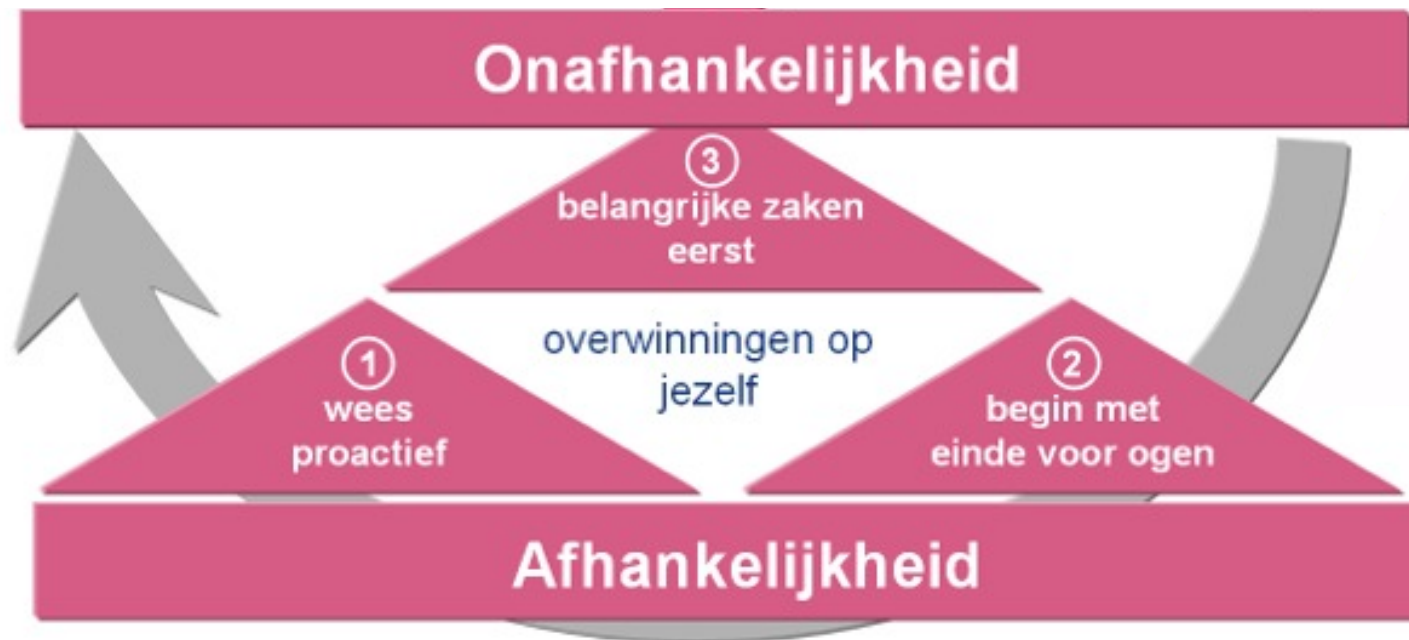 Onafhankelijkheid
3
belangrijke zaken
eerst
overwinningen op
jezelf
1
wees
proactief
2
begin met
einde voor ogen
Afhankelijkheid